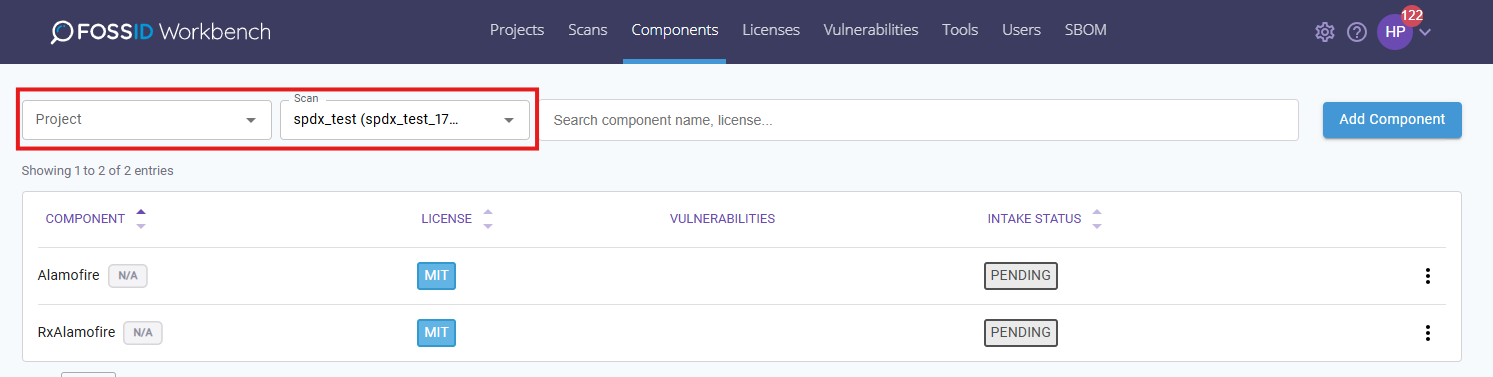 FOSSID Workbench
Projects Scans Components Licenses Vulnerabilities Tools Users SBOM
HP 122
Project
Scan
spdx_test (spdx_test_17...
Search component name, license...
Add Component
Showing 1 to 2 of 2 entries
COMPONENT LICENSE VULNERABILITIES INTAKE STATUS
Alamofire N/A MIT PENDING
RxAlamofire N/A MIT PENDING